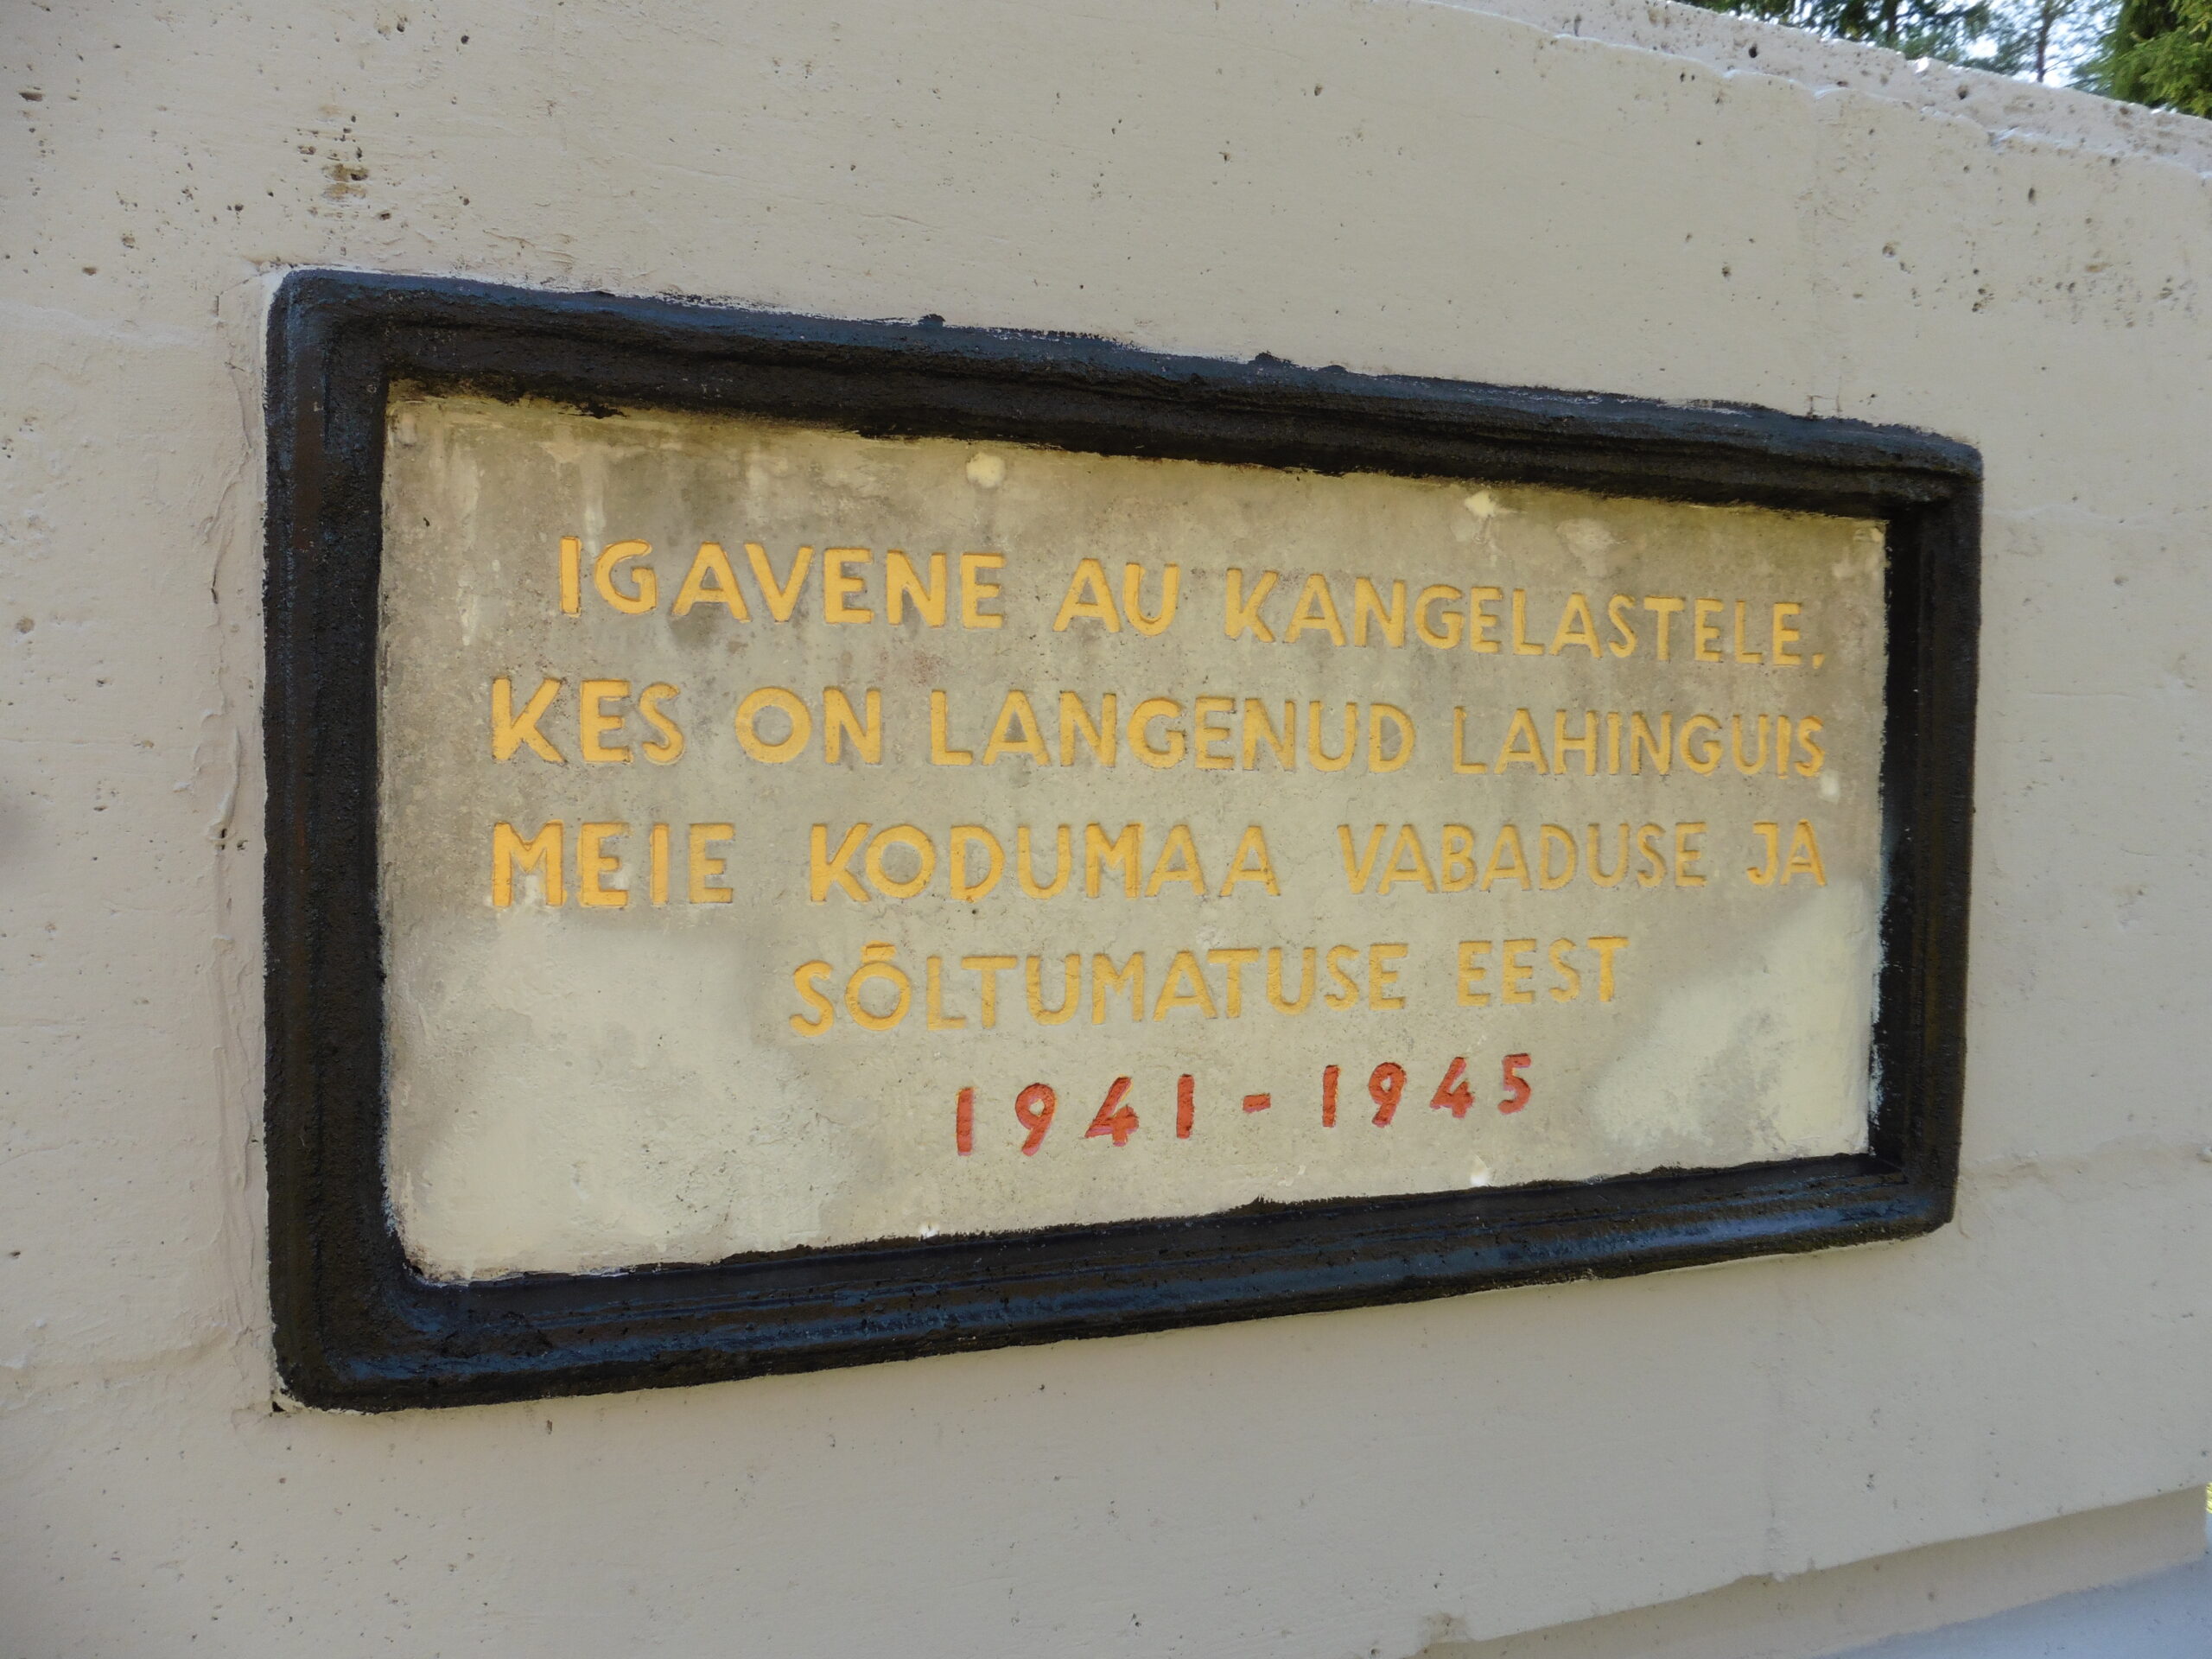 IGAVENE AU KANGELASTELE,
KES ON LANGENUD LAHINGUIS
MEIE KODUMAA VABADUSE JA
SÕLTUMATUSE EEST
1941-1945